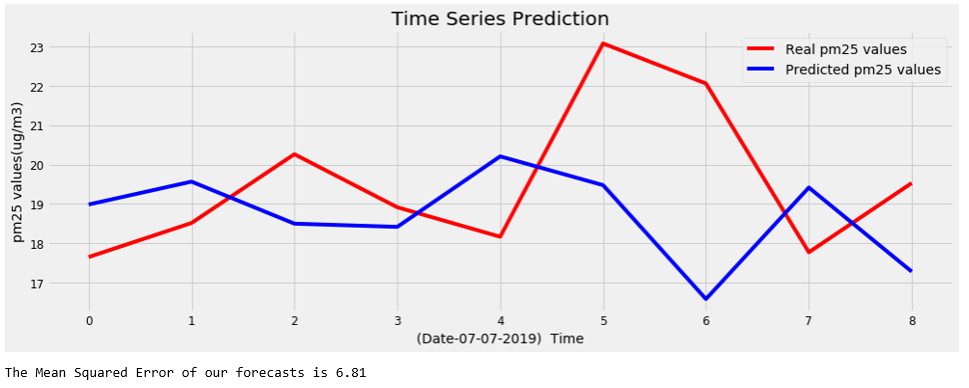 Time Series Prediction
Real pm25 values
Predicted pm25 values
pm25 values(ug/m3)
23
22
21
20
19
18
17
0 1 2 3 4 5 6 7 8
(Date-07-07-2019) Time
The Mean Squared Error of our forecasts is 6.81